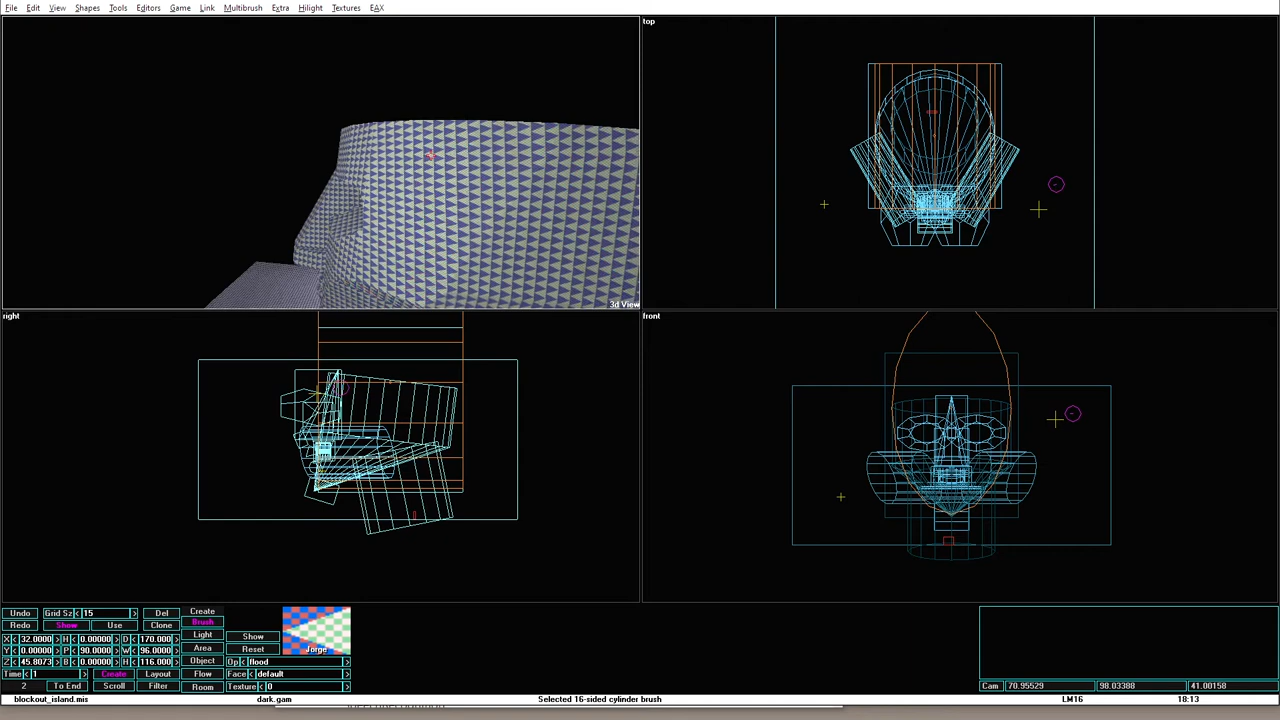 File Edit View Shapes Tools Editors Game Link Multibrush Extra Hilight Textures EAX
top
3d View
right
front
Undo Grid Sz < 15 > Del Create
Redo Show Use Clone Brush
X < 32.0000 > H < 0.00000 > D < 170.000 > Light Show
Y < 0.00000 > P < 90.0000 > W < 96.0000 > Area Reset
Jorge
Z < 45.8073 > B < 0.00000 > H < 116.000 > Object Op < flood >
Time < 1 > Create Layout Flow Face < default >
2 To End Scroll Filter Room Texture < 0 >
Cam 70.95529 98.03388 41.00158
blockout_island.mis dark.gam Selected 16-sided cylinder brush LM16 18:13